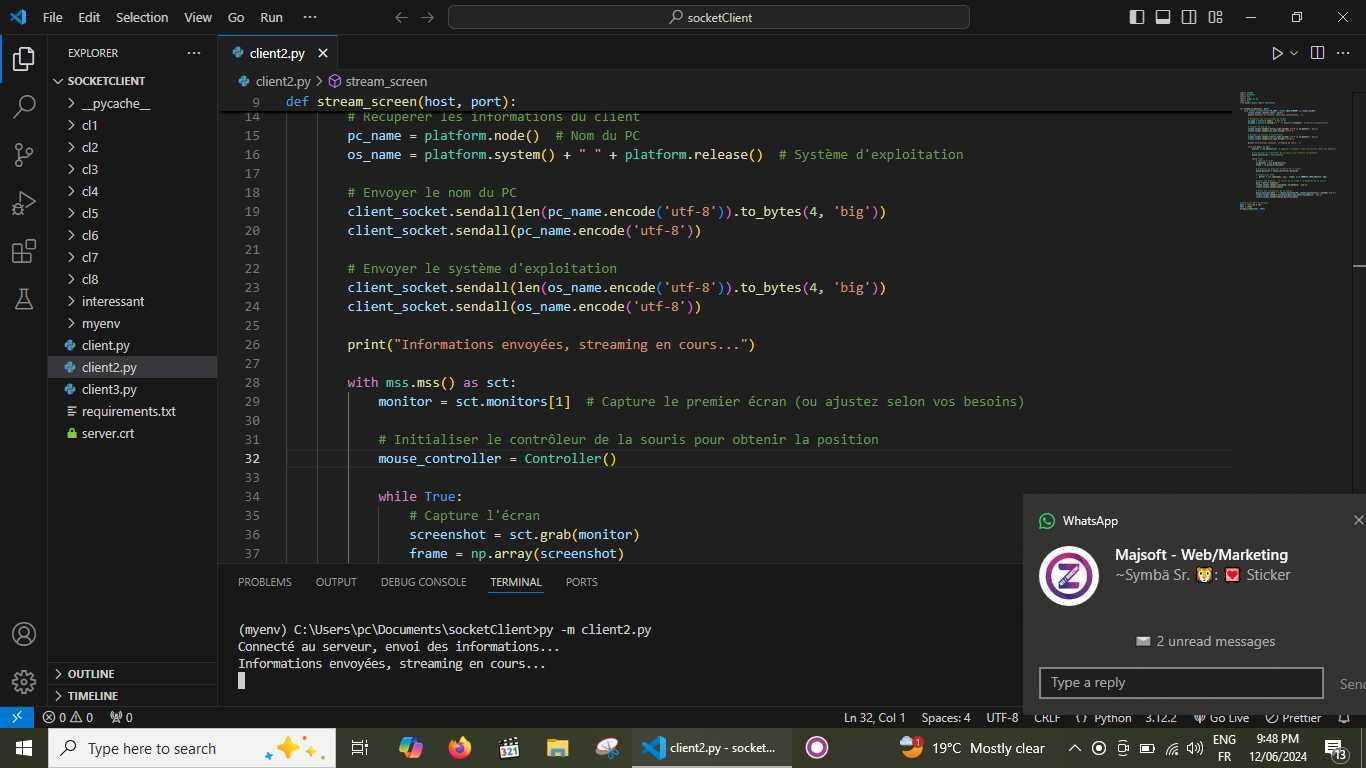 File Edit Selection View Go Run ··· socketClient
EXPLORER ···
SOCKETCLIENT
__pycache__
cl1
cl2
cl3
cl4
cl5
cl6
cl7
cl8
interessant
myenv
client.py
client2.py
client3.py
requirements.txt
server.crt
OUTLINE
TIMELINE
client2.py
client2.py > stream_screen
9 def stream_screen(host, port):
14 # Récupérer les informations du client
15 pc_name = platform.node()  # Nom du PC
16 os_name = platform.system() + " " + platform.release()  # Système d'exploitation
17
18 # Envoyer le nom du PC
19 client_socket.sendall(len(pc_name.encode('utf-8')).to_bytes(4, 'big'))
20 client_socket.sendall(pc_name.encode('utf-8'))
21
22 # Envoyer le système d'exploitation
23 client_socket.sendall(len(os_name.encode('utf-8')).to_bytes(4, 'big'))
24 client_socket.sendall(os_name.encode('utf-8'))
25
26 print("Informations envoyées, streaming en cours...")
27
28 with mss.mss() as sct:
29 monitor = sct.monitors[1]  # Capture le premier écran (ou ajustez selon vos besoins)
30
31 # Initialiser le contrôleur de la souris pour obtenir la position
32 mouse_controller = Controller()
33
34 while True:
35 # Capture l'écran
36 screenshot = sct.grab(monitor)
37 frame = np.array(screenshot)
PROBLEMS OUTPUT DEBUG CONSOLE TERMINAL PORTS
(myenv) C:\Users\pc\Documents\socketClient>py -m client2.py
Connecté au serveur, envoi des informations...
Informations envoyées, streaming en cours...
WhatsApp
Majsoft - Web/Marketing
~Symbä Sr. 🐯: 💟 Sticker
2 unread messages
Type a reply
0 0 0 Ln 32, Col 1 Spaces: 4 UTF-8 CRLF Python 3.12.2 Go Live Prettier
Type here to search
client2.py - socket...
1
19°C Mostly clear
ENG
FR
9:48 PM
12/06/2024
13